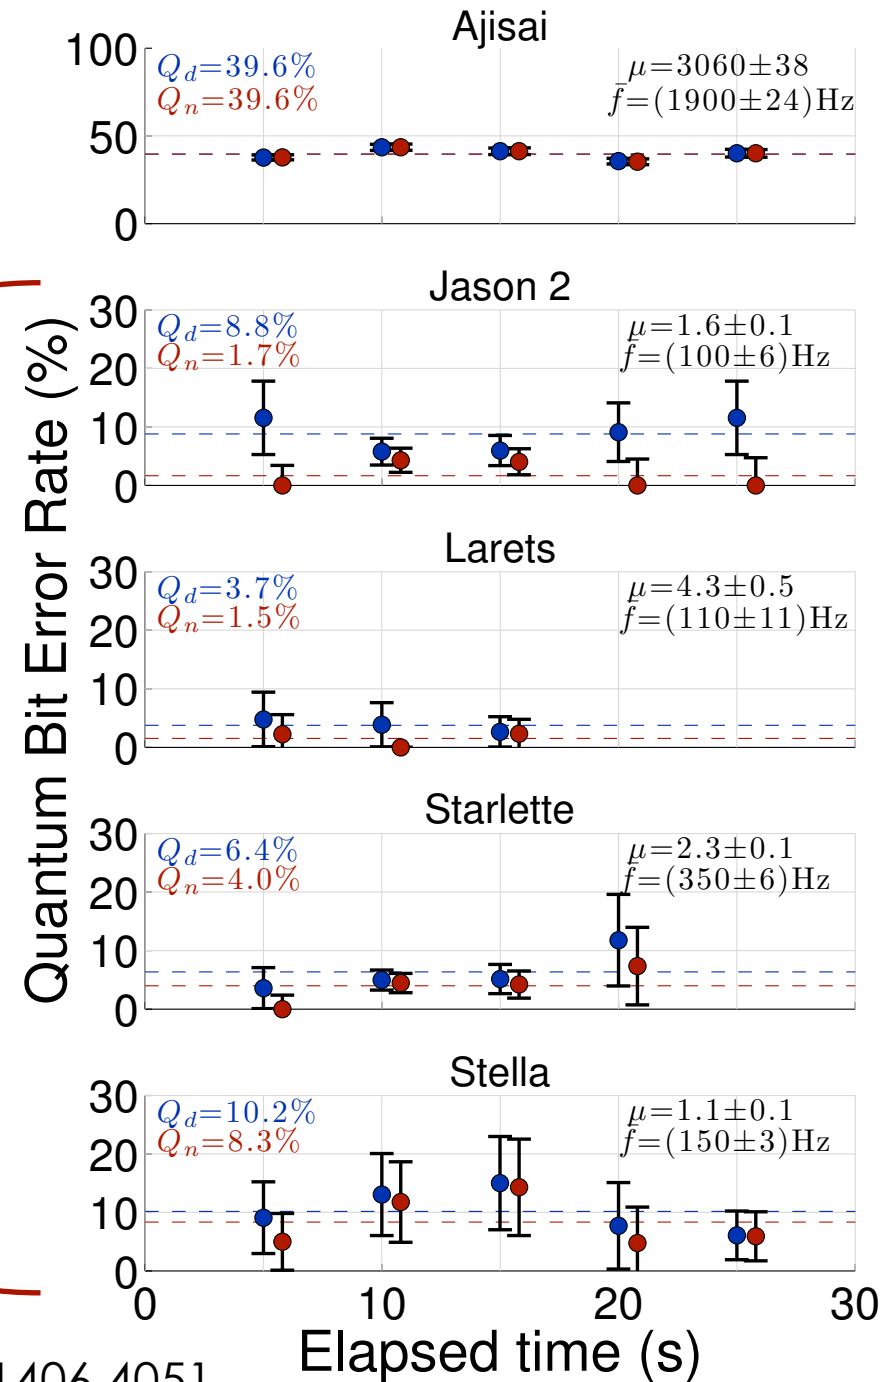 Ajisai
100
50
0
Q_d=39.6%
Q_n=39.6%
μ=3060±38
f̄=(1900±24)Hz
Quantum Bit Error Rate (%)
Jason 2
30
20
10
0
Q_d=8.8%
Q_n=1.7%
μ=1.6±0.1
f̄=(100±6)Hz
Larets
30
20
10
0
Q_d=3.7%
Q_n=1.5%
μ=4.3±0.5
f̄=(110±11)Hz
Starlette
30
20
10
0
Q_d=6.4%
Q_n=4.0%
μ=2.3±0.1
f̄=(350±6)Hz
Stella
30
20
10
0
Q_d=10.2%
Q_n=8.3%
μ=1.1±0.1
f̄=(150±3)Hz
0 10 20 30
Elapsed time (s)
1406.4051